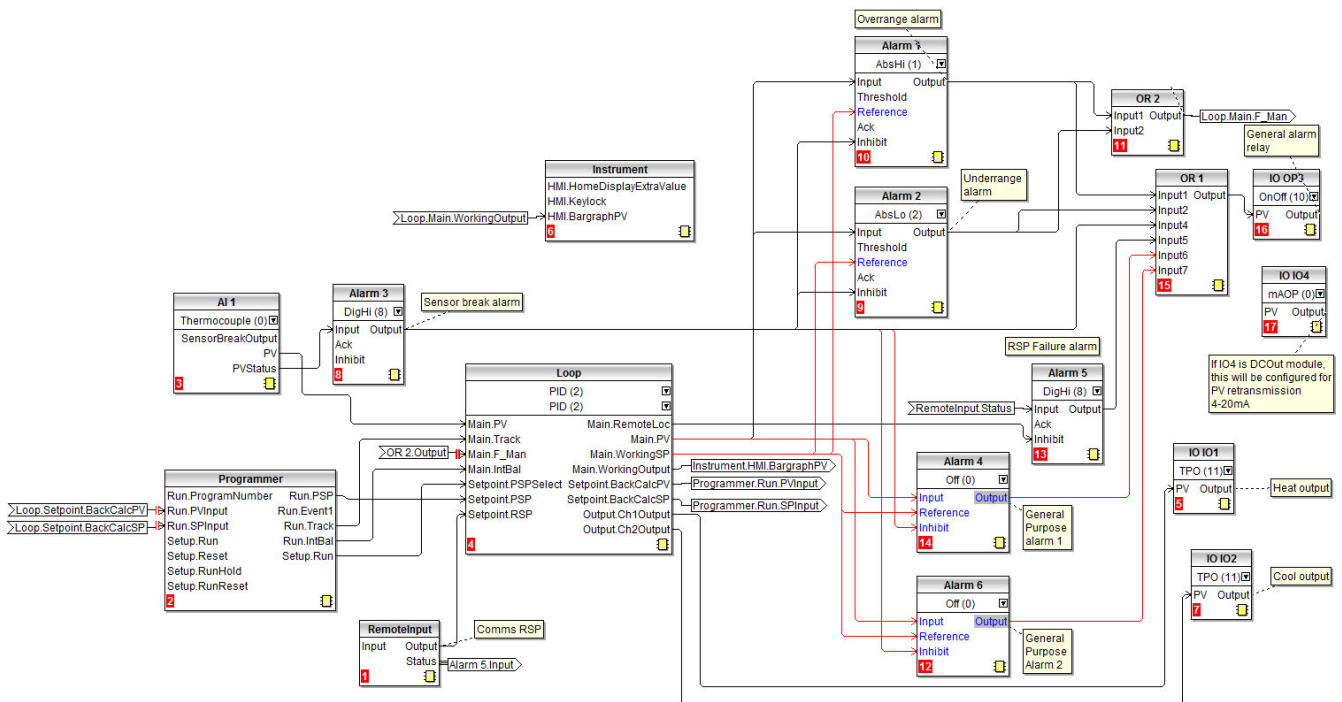 Overrange alarm
Alarm 1
AbsHi (1)
Input Output
Threshold
Reference
Ack
Inhibit
10
OR 2
Input1 Output
Input2
11
Loop.Main.F_Man
General alarm
relay
Instrument
HMI.HomeDisplayExtraValue
HMI.Keylock
HMI.BargraphPV
6
Loop.Main.WorkingOutput
Underrange
alarm
Alarm 2
AbsLo (2)
Input Output
Threshold
Reference
Ack
Inhibit
9
OR 1
Input1 Output
Input2
Input4
Input5
Input6
Input7
15
IO OP3
OnOff (10)
PV Output
16
IO IO4
mAOP (0)
PV Output
17
If IO4 is DCOut module,
this will be configured for
PV retransmission
4-20mA
AI 1
Thermocouple (0)
SensorBreakOutput
PV
PVStatus
3
Alarm 3
DigHi (8)
Input Output
Ack
Inhibit
8
Sensor break alarm
RSP Failure alarm
Alarm 5
DigHi (8)
Input Output
Ack
Inhibit
13
RemoteInput.Status
Loop
PID (2)
PID (2)
Main.PV Main.RemoteLoc
Main.Track Main.PV
Main.F_Man Main.WorkingSP
Main.IntBal Main.WorkingOutput
Setpoint.PSPSelect Setpoint.BackCalcPV
Setpoint.PSP Setpoint.BackCalcSP
Setpoint.RSP Output.Ch1Output
Output.Ch2Output
4
OR 2.Output
Instrument.HMI.BargraphPV
Programmer.Run.PVInput
Programmer.Run.SPInput
Programmer
Run.ProgramNumber Run.PSP
Run.PVInput Run.Event1
Run.SPInput Run.Track
Setup.Run Run.IntBal
Setup.Reset Setup.Run
Setup.RunHold
Setup.RunReset
2
Loop.Setpoint.BackCalcPV
Loop.Setpoint.BackCalcSP
Alarm 4
Off (0)
Input Output
Reference
Inhibit
14
General
Purpose
alarm 1
IO IO1
TPO (11)
PV Output
5
Heat output
IO IO2
TPO (11)
PV Output
7
Cool output
Alarm 6
Off (0)
Input Output
Reference
Inhibit
12
General
Purpose
Alarm 2
RemoteInput
Input Output
Status
1
Comms RSP
Alarm 5.Input